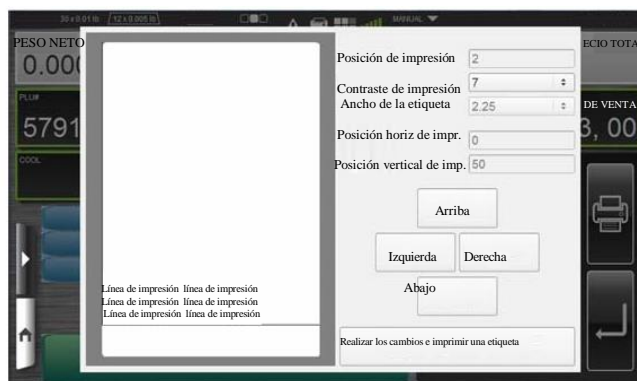 30 x 0.01 lb 12 x 0.005 lb MANUAL
PESO NETO
0.00
ECIO TOTA
PLU#
5791
DE VENTA
3, 00
COOL
Posición de impresión 2
Contraste de impresión 7
Ancho de la etiqueta 2.25
Posición horiz de impr. 0
Posición vertical de imp. 50
Arriba
Izquierda Derecha
Abajo
Línea de impresión línea de impresión
Línea de impresión línea de impresión
Línea de impresión línea de impresión
Realizar los cambios e imprimir una etiqueta